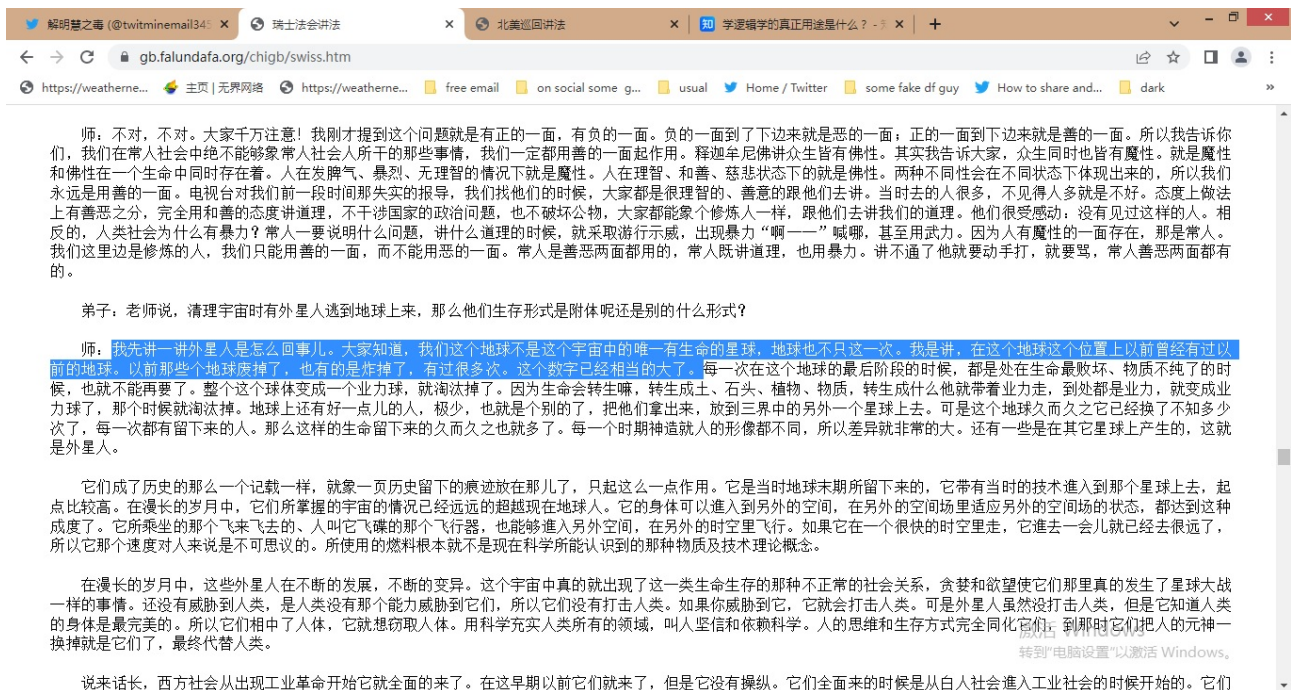 解明慧之毒 (@twitminemail345
瑞士法会讲法
北美巡回讲法
知 学逻辑学的真正用途是什么？ - 
gb.falundafa.org/chigb/swiss.htm
https://weatherne... 主页 | 无界网络 https://weatherne... free email on social some g... usual Home / Twitter some fake df guy How to share and... dark
师：不对，不对。大家千万注意！我刚才提到这个问题就是有正的一面，有负的一面。负的一面到了下边来就是恶的一面；正的一面到下边来就是善的一面。所以我告诉你
们，我们在常人社会中绝不能够象常人社会人所干的那些事情，我们一定都用善的一面起作用。释迦牟尼佛讲众生皆有佛性。其实我告诉大家，众生同时也皆有魔性。就是魔性
和佛性在一个生命中同时存在着。人在发脾气、暴烈、无理智的情况下就是魔性。人在理智、和善、慈悲状态下的就是佛性。两种不同性会在不同状态下体现出来的，所以我们
永远是用善的一面。电视台对我们前一段时间那失实的报导，我们找他们的时候，大家都是很理智的、善意的跟他们去讲。当时去的人很多，不见得人多就是不好。态度上做法
上有善恶之分，完全用和善的态度讲道理，不干涉国家的政治问题，也不破坏公物，大家都能象个修炼人一样，跟他们去讲我们的道理。他们很受感动：没有见过这样的人。相
反的，人类社会为什么有暴力？常人一要说明什么问题，讲什么道理的时候，就采取游行示威，出现暴力“啊——”喊哪，甚至用武力。因为人有魔性的一面存在，那是常人。
我们这里边是修炼的人，我们只能用善的一面，而不能用恶的一面。常人是善恶两面都用的，常人既讲道理，也用暴力。讲不通了他就要动手打，就要骂，常人善恶两面都有
的。
弟子：老师说，清理宇宙时有外星人逃到地球上来，那么他们生存形式是附体呢还是别的什么形式？
师：我先讲一讲外星人是怎么回事儿。大家知道，我们这个地球不是这个宇宙中的唯一有生命的星球，地球也不只这一次。我是讲，在这个地球这个位置上以前曾经有过以
前的地球。以前那些个地球废掉了，也有的是炸掉了，有过很多次。这个数字已经相当的大了。每一次在这个地球的最后阶段的时候，都是处在生命最败坏、物质不纯了的时
候，也就不能再要了。整个这个球体变成一个业力球，就淘汰掉了。因为生命会转生嘛，转生成土、石头、植物、物质，转生成什么他就带着业力走，到处都是业力，就变成业
力球了，那个时候就淘汰掉。地球上还有好一点儿的人，极少，也就是个别的了，把他们拿出来，放到三界中的另外一个星球上去。可是这个地球久而久之它已经换了不知多少
次了，每一次都有留下来的人。那么这样的生命留下来的久而久之也就多了。每一个时期神造就人的形像都不同，所以差异就非常的大。还有一些是在其它星球上产生的，这就
是外星人。
它们成了历史的那么一个记载一样，就象一页历史留下的痕迹放在那儿了，只起这么一点作用。它是当时地球末期所留下来的，它带有当时的技术進入到那个星球上去，起
点比较高。在漫长的岁月中，它们所掌握的宇宙的情况已经远远的超越现在地球人。它的身体可以進入到另外的空间，在另外的空间场里适应另外的空间场的状态，都达到这种
成度了。它所乘坐的那个飞来飞去的、人叫它飞碟的那个飞行器，也能够進入另外空间，在另外的时空里飞行。如果它在一个很快的时空里走，它進去一会儿就已经去很远了，
所以它那个速度对人来说是不可思议的。所使用的燃料根本就不是现在科学所能认识到的那种物质及技术理论概念。
在漫长的岁月中，这些外星人在不断的发展，不断的变异。这个宇宙中真的就出现了这一类生命生存的那种不正常的社会关系，贪婪和欲望使它们那里真的发生了星球大战
一样的事情。还没有威胁到人类，是人类没有那个能力威胁到它们，所以它们没有打击人类。如果你威胁到它，它就会打击人类。可是外星人虽然没打击人类，但是它知道人类
的身体是最完美的。所以它们相中了人体，它就想窃取人体。用科学充实人类所有的领域，叫人坚信和依赖科学。人的思维和生存方式完全同化它们，到那时它们把人的元神一
换掉就是它们了，最终代替人类。
激活 Windows
转到“电脑设置”以激活 Windows。
说来话长，西方社会从出现工业革命开始它就全面的来了。在这早期以前它们就来了，但是它没有操纵。它们全面来的时候是从白人社会進入工业社会的时候开始的。它们